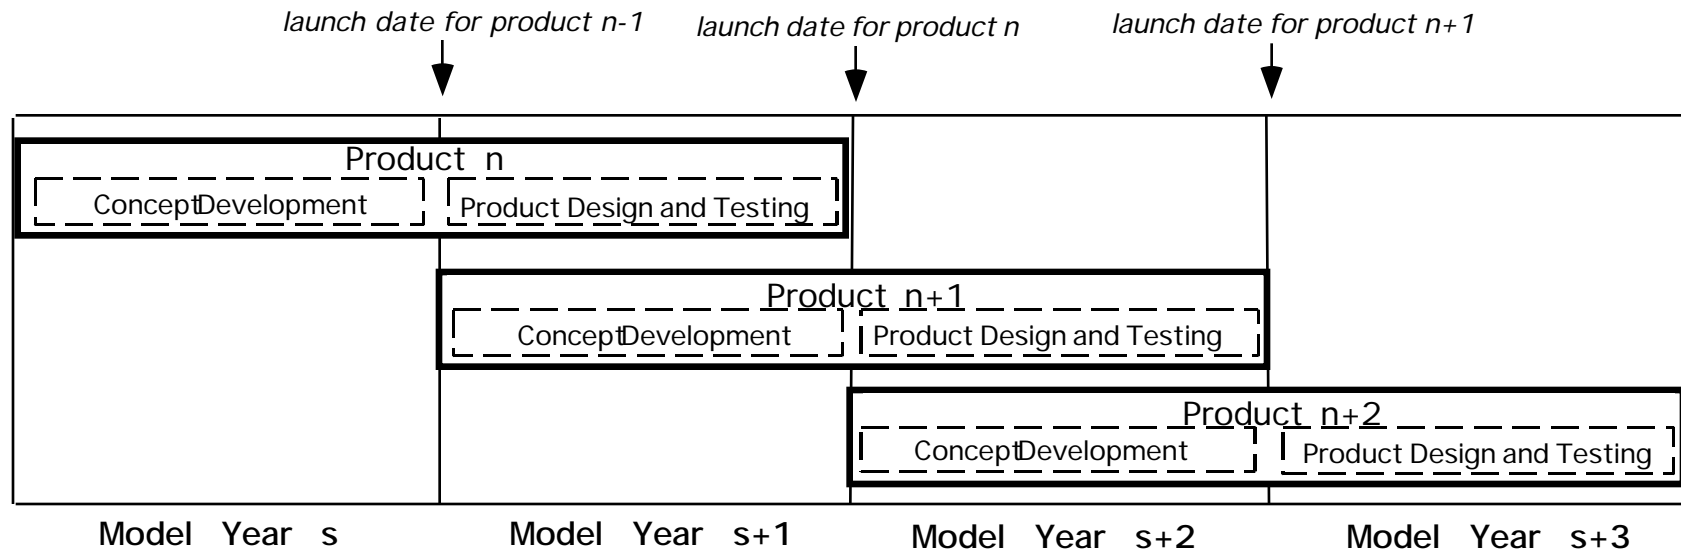 launch date for product n-1
launch date for product n
launch date for product n+1
Product n
ConceptDevelopment
Product Design and Testing
Product n+1
ConceptDevelopment
Product Design and Testing
Product n+2
ConceptDevelopment
Product Design and Testing
Model Year s
Model Year s+1
Model Year s+2
Model Year s+3